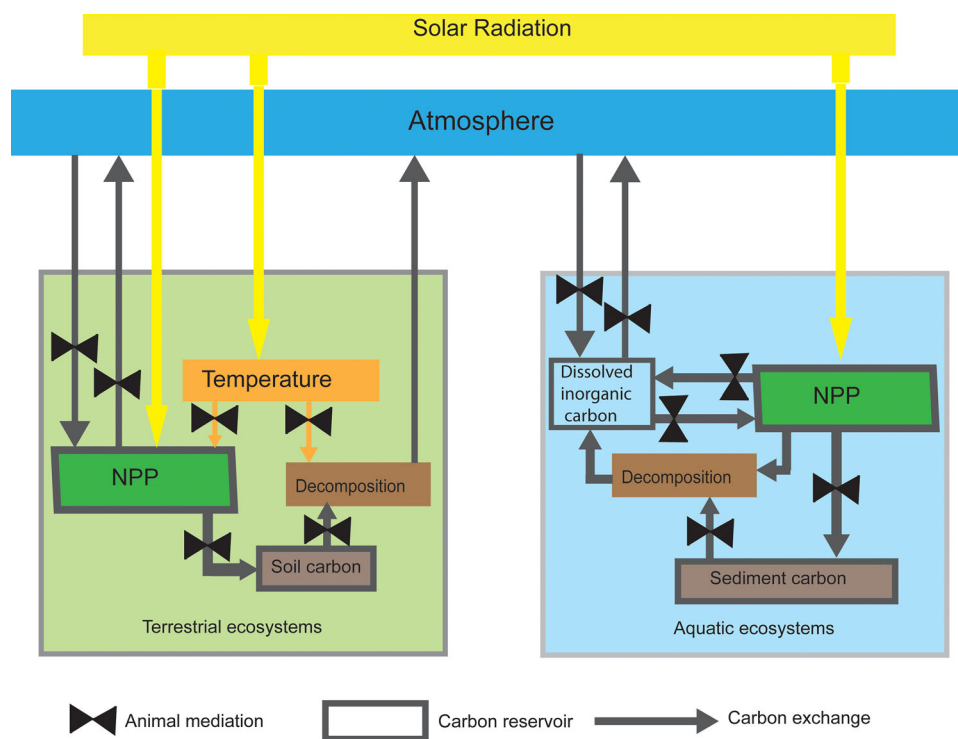 Solar Radiation
Atmosphere
Temperature
NPP
Decomposition
Soil carbon
Terrestrial ecosystems
Dissolved
inorganic
carbon
NPP
Decomposition
Sediment carbon
Aquatic ecosystems
Animal mediation
Carbon reservoir
Carbon exchange